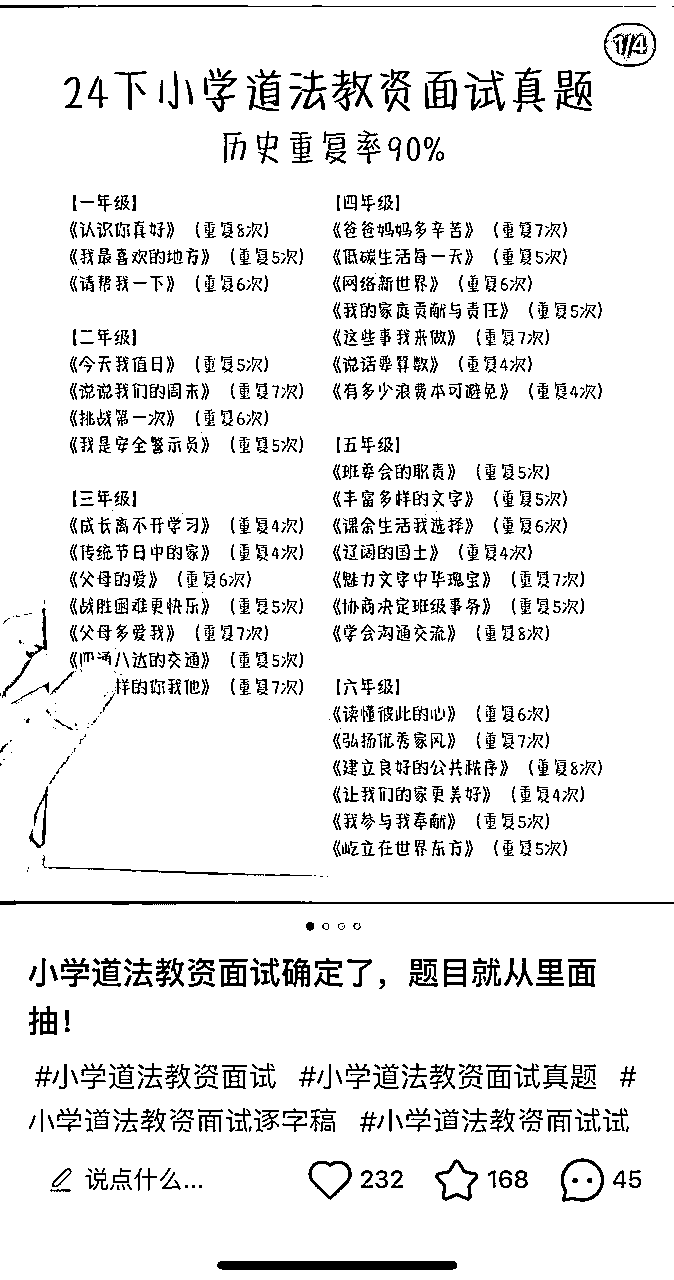 1/4
24下小学道法教资面试真题
历史重复率90%
【一年级】
《认识你真好》（重复8次）
《我最喜欢的地方》（重复5次）
《请帮我一下》（重复6次）
【二年级】
《今天我值日》（重复5次）
《说说我们的周末》（重复7次）
《挑战第一次》（重复6次）
《我是安全警示员》（重复5次）
【三年级】
《成长离不开学习》（重复4次）
《传统节日中的家》（重复4次）
《父母的爱》（重复6次）
《战胜困难更快乐》（重复5次）
《父母多爱我》（重复7次）
《四通八达的交通》（重复5次）
样的你我他》（重复7次）
【四年级】
《爸爸妈妈多辛苦》（重复7次）
《低碳生活每一天》（重复5次）
《网络新世界》（重复6次）
《我的家庭贡献与责任》（重复5次）
《这些事我来做》（重复7次）
《说话要算数》（重复4次）
《有多少浪费本可避免》（重复4次）
【五年级】
《班委会的职责》（重复5次）
《丰富多样的文字》（重复5次）
《课余生活我选择》（重复6次）
《辽阔的国土》（重复4次）
《魅力文字中华瑰宝》（重复7次）
《协商决定班级事务》（重复5次）
《学会沟通交流》（重复8次）
【六年级】
《读懂彼此的心》（重复6次）
《弘扬优秀家风》（重复7次）
《建立良好的公共秩序》（重复8次）
《让我们的家更美好》（重复4次）
《我参与我奉献》（重复5次）
《屹立在世界东方》（重复5次）
小学道法教资面试确定了，题目就从里面
抽！
#小学道法教资面试 #小学道法教资面试真题 #
小学道法教资面试逐字稿 #小学道法教资面试试
说点什么... 232 168 45